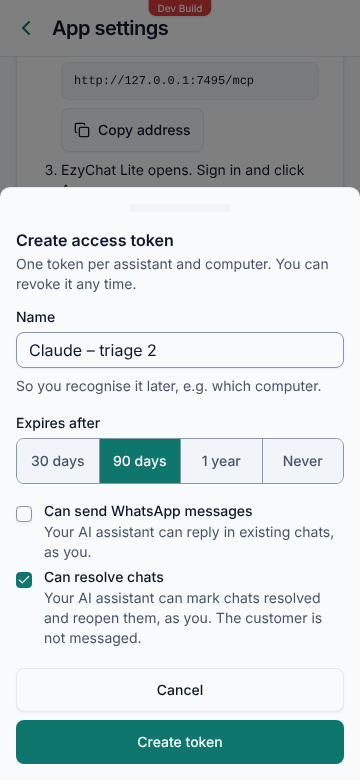 Dev Build
App settings
http://127.0.0.1:7495/mcp
Copy address
3. EzyChat Lite opens. Sign in and click
Create access token
One token per assistant and computer. You can
revoke it any time.
Name
Claude – triage 2
So you recognise it later, e.g. which computer.
Expires after
30 days 90 days 1 year Never
Can send WhatsApp messages
Your AI assistant can reply in existing chats,
as you.
Can resolve chats
Your AI assistant can mark chats resolved
and reopen them, as you. The customer is
not messaged.
Cancel
Create token